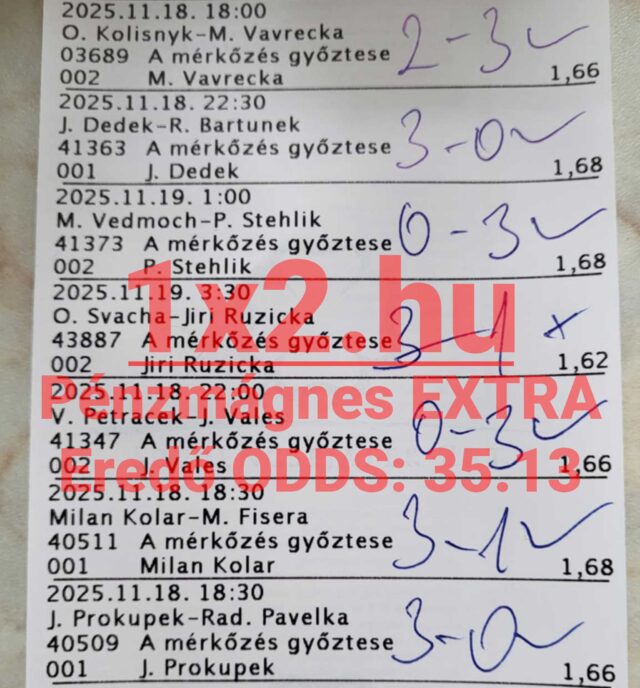 2025.11.18. 18:00
O. Kolisnyk-M. Vavrecka
03689 A mérkőzés győztese 2-3 ✓
002 M. Vavrecka 1,66
2025.11.18. 22:30
J. Dedek-R. Bartunek
41363 A mérkőzés győztese 3-0 ✓
001 J. Dedek 1,68
2025.11.19. 1:00
M. Vedmoch-P. Stehlik
41373 A mérkőzés győztese 0-3 ✓
002 P. Stehlik 1,68
1x2.hu
2025.11.19. 3:30
O. Svacha-Jiri Ruzicka
43887 A mérkőzés győztese 3-1 x
002 Jiri Ruzicka 1,62
Pénzmágnes EXTRA
2025.11.18. 22:00
V. Petracek-J. Vales
41347 A mérkőzés győztese 0-3 ✓
002 J. Vales 1,66
Eredő ODDS: 35.13
2025.11.18. 18:30
Milan Kolar-M. Fisera
40511 A mérkőzés győztese 3-1 ✓
001 Milan Kolar 1,68
2025.11.18. 18:30
J. Prokupek-Rad. Pavelka
40509 A mérkőzés győztese 3-0 ✓
001 J. Prokupek 1,66